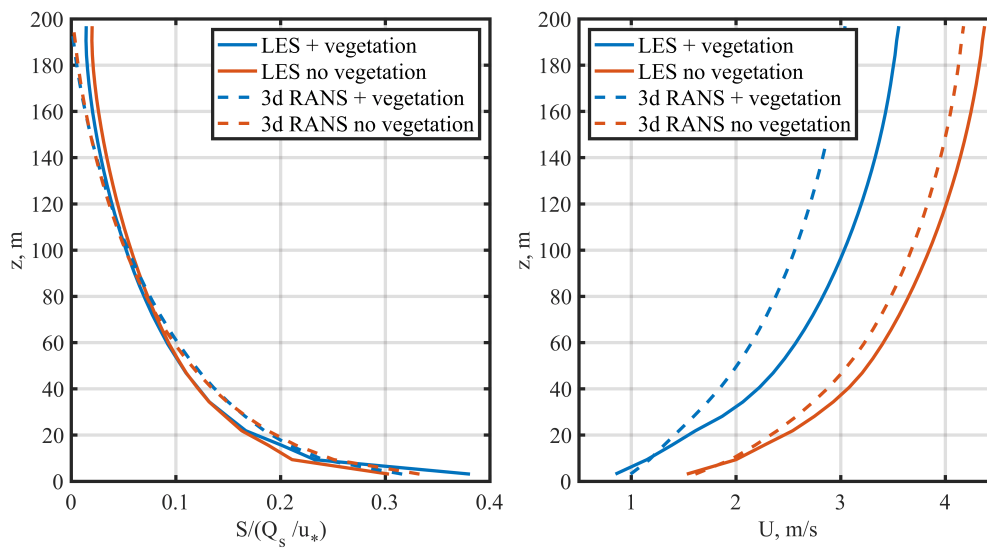 200
180
160
140
120
100
80
60
40
20
0
z, m
0
0.1
0.2
0.3
0.4
S/(Q_s /u_*)
LES + vegetation
LES no vegetation
3d RANS + vegetation
3d RANS no vegetation
200
180
160
140
120
100
80
60
40
20
0
z, m
1
2
3
4
U, m/s
LES + vegetation
LES no vegetation
3d RANS + vegetation
3d RANS no vegetation